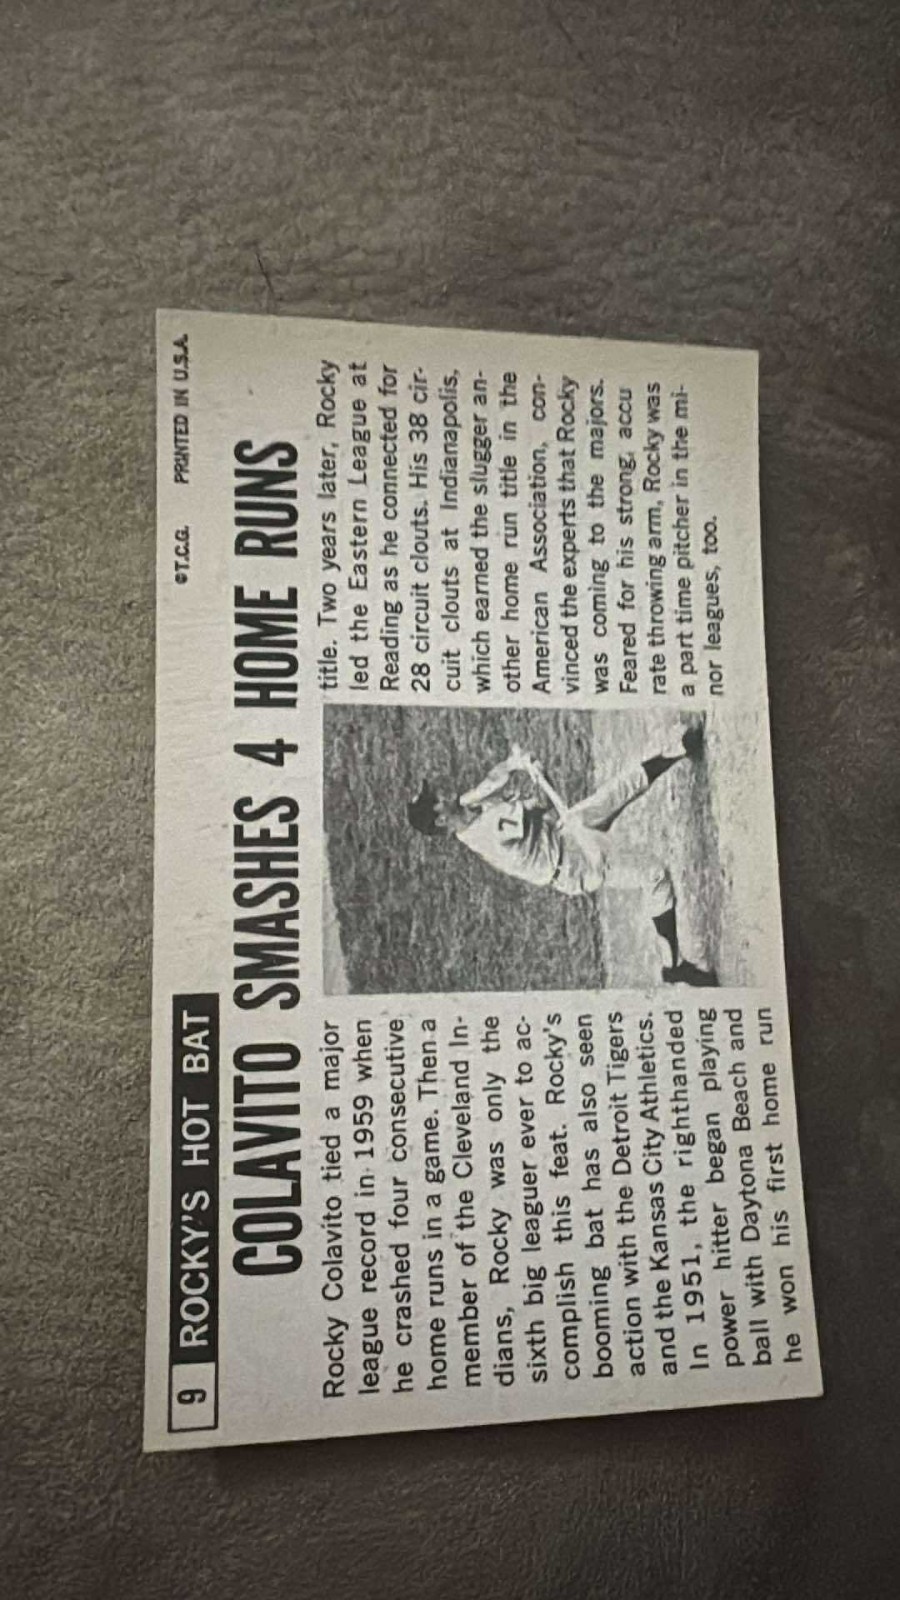 9 ROCKY'S HOT BAT ©T.C.G. PRINTED IN U.S.A.
COLAVITO SMASHES 4 HOME RUNS
Rocky Colavito tied a major
league record in 1959 when
he crashed four consecutive
home runs in a game. Then a
member of the Cleveland In-
dians, Rocky was only the
sixth big leaguer ever to ac-
complish this feat. Rocky's
booming bat has also seen
action with the Detroit Tigers
and the Kansas City Athletics.
In 1951, the righthanded
power hitter began playing
ball with Daytona Beach and
he won his first home run
7
title. Two years later, Rocky
led the Eastern League at
Reading as he connected for
28 circuit clouts. His 38 cir-
cuit clouts at Indianapolis,
which earned the slugger an-
other home run title in the
American Association, con-
vinced the experts that Rocky
was coming to the majors.
Feared for his strong, accu
rate throwing arm, Rocky was
a part time pitcher in the mi-
nor leagues, too.